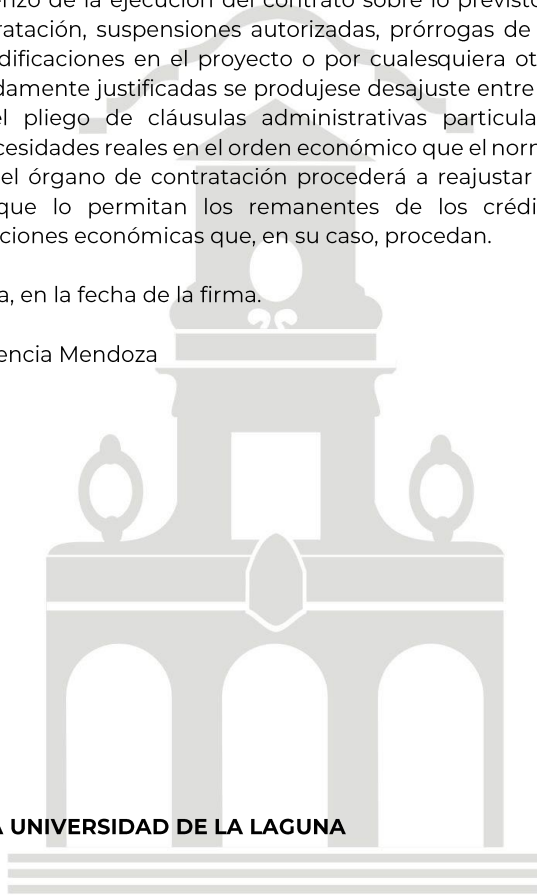 enzo de la ejecución del contrato sobre lo previsto
ratación, suspensiones autorizadas, prórrogas de
dificaciones en el proyecto o por cualesquiera ot
damente justificadas se produjese desajuste entre
el pliego de cláusulas administrativas particula
cesidades reales en el orden económico que el norm
el órgano de contratación procederá a reajustar
que lo permitan los remanentes de los crédi
ciones económicas que, en su caso, procedan.
a, en la fecha de la firma.
encia Mendoza
A UNIVERSIDAD DE LA LAGUNA